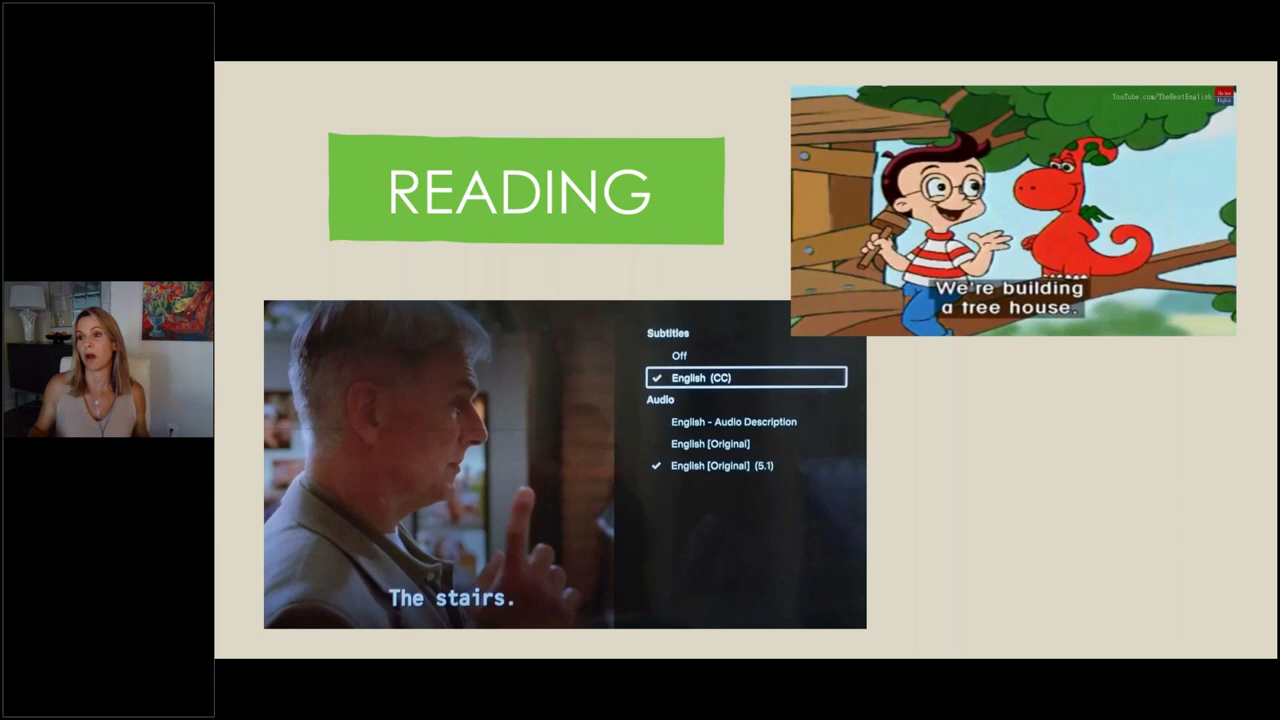 READING
YouTube.com/TheBestEnglish
We're building
a tree house.
Subtitles
Off
English (CC)
Audio
English - Audio Description
English [Original]
English [Original] (5.1)
The stairs.